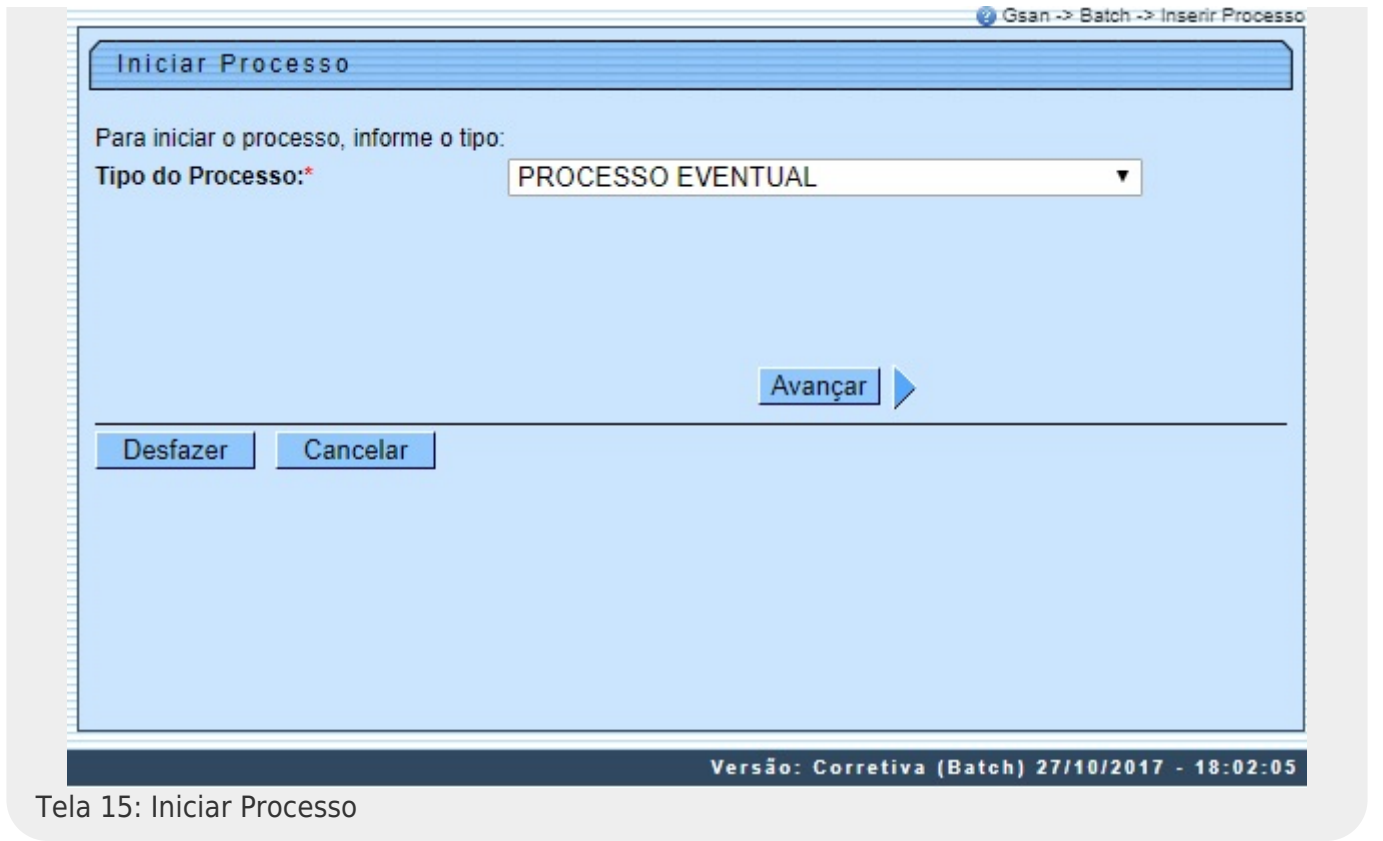 Gsan -> Batch -> Inserir Processo
Iniciar Processo
Para iniciar o processo, informe o tipo:
Tipo do Processo:* PROCESSO EVENTUAL
Avançar
Desfazer Cancelar
Versão: Corretiva (Batch) 27/10/2017 - 18:02:05
Tela 15: Iniciar Processo